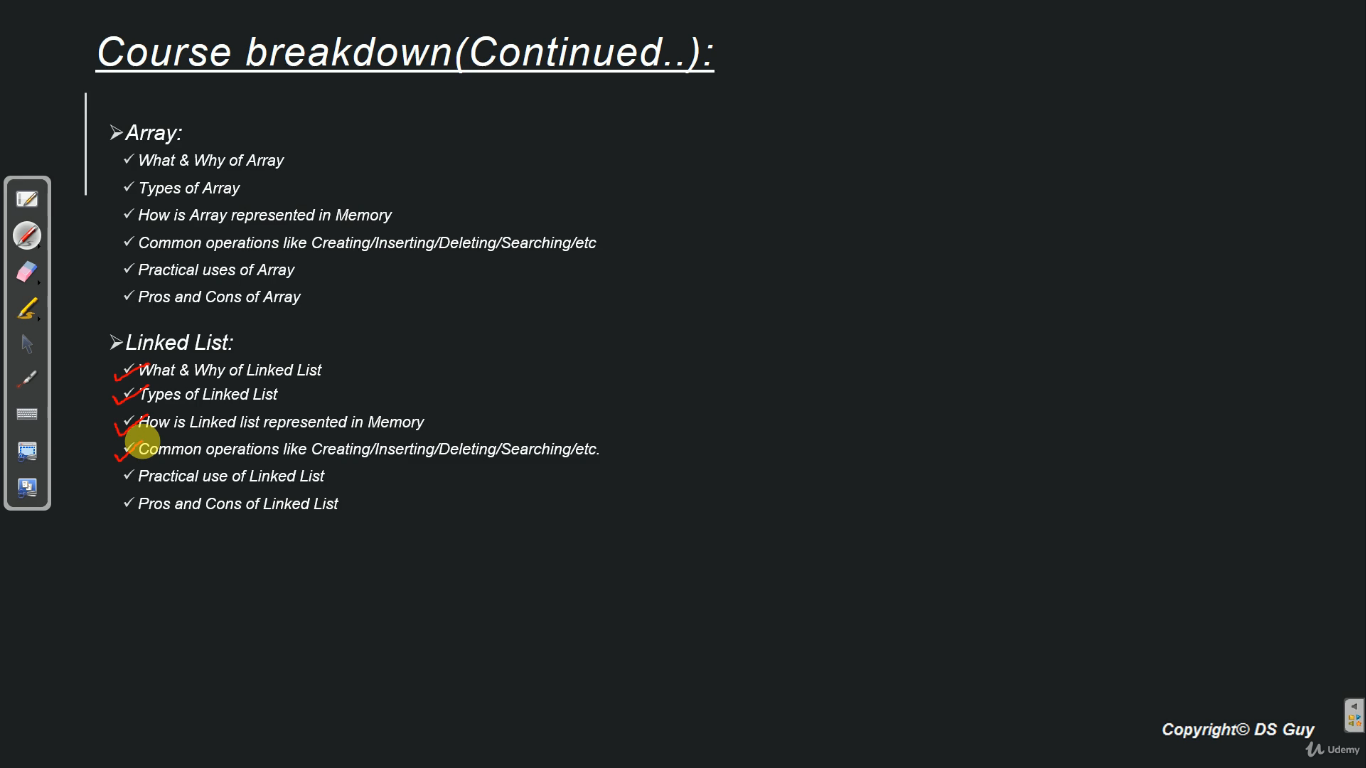 Course breakdown(Continued..):
Array:
What & Why of Array
Types of Array
How is Array represented in Memory
Common operations like Creating/Inserting/Deleting/Searching/etc
Practical uses of Array
Pros and Cons of Array
Linked List:
What & Why of Linked List
Types of Linked List
How is Linked list represented in Memory
Common operations like Creating/Inserting/Deleting/Searching/etc.
Practical use of Linked List
Pros and Cons of Linked List
Copyright© DS Guy
Udemy